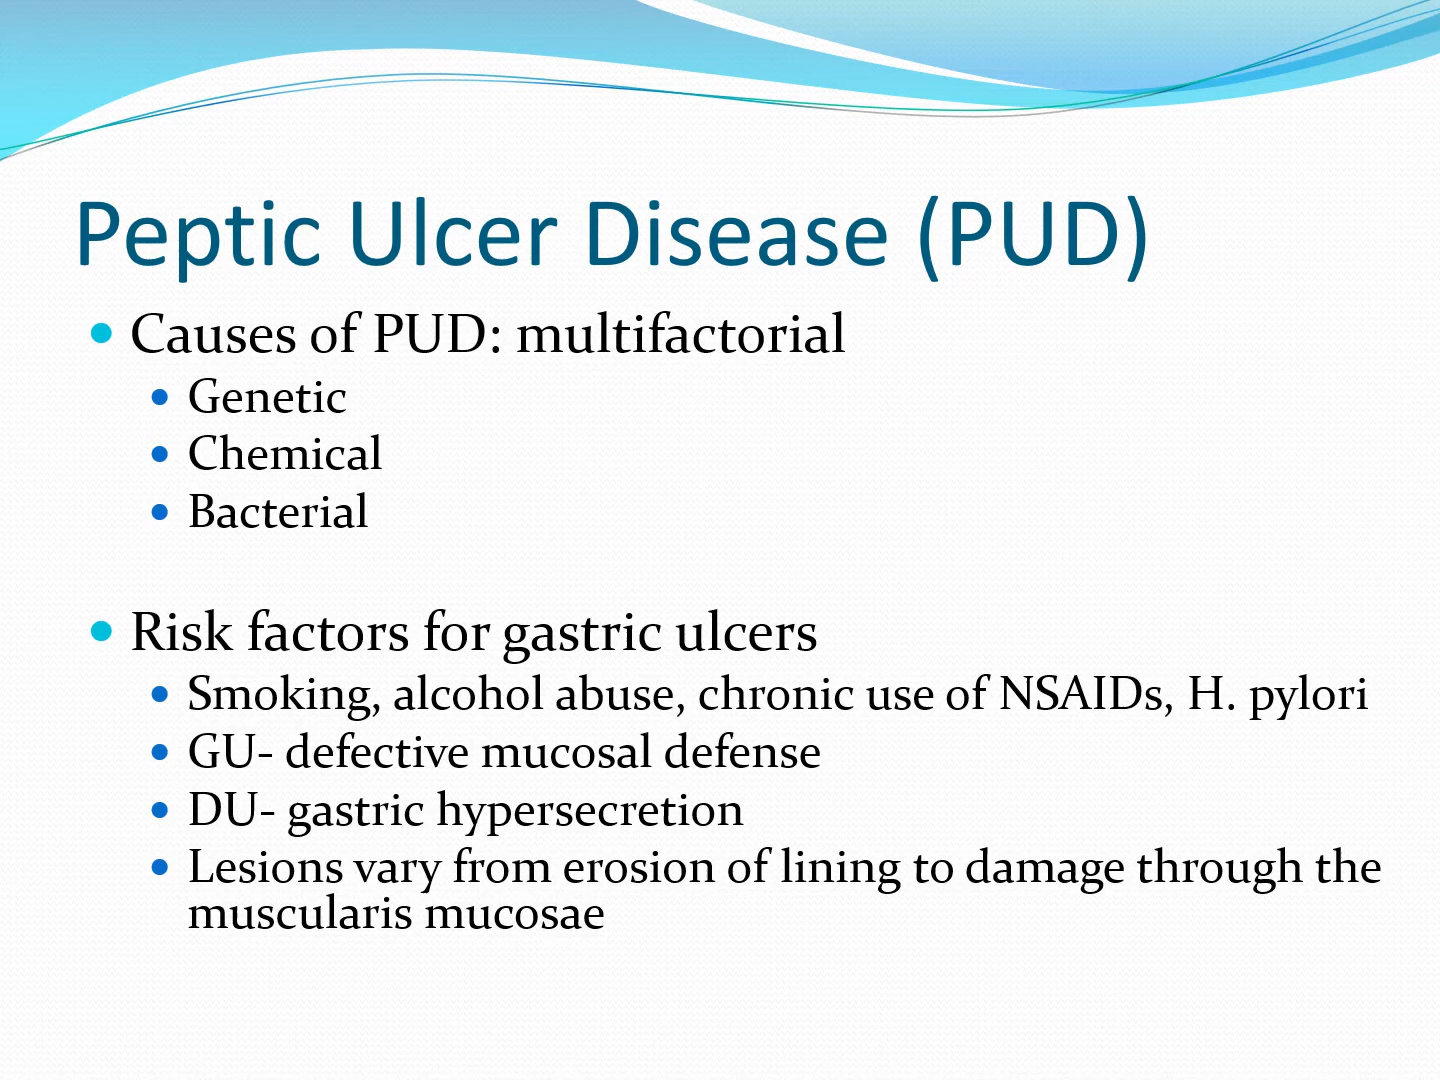 Peptic Ulcer Disease (PUD)
• Causes of PUD: multifactorial
• Genetic
• Chemical
• Bacterial
• Risk factors for gastric ulcers
• Smoking, alcohol abuse, chronic use of NSAIDs, H. pylori
• GU- defective mucosal defense
• DU- gastric hypersecretion
• Lesions vary from erosion of lining to damage through the
muscularis mucosae